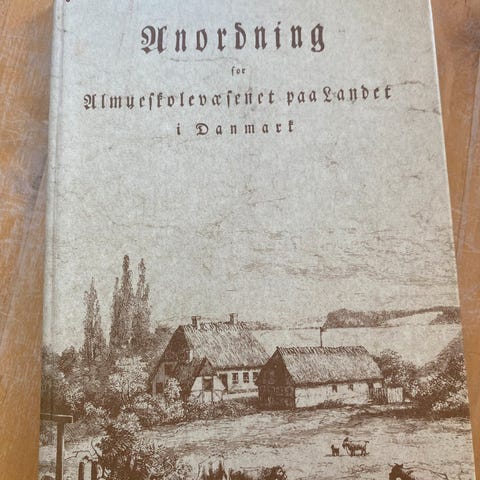 Anordning
for
Almueskolevæsenet paa Landet
i Danmark